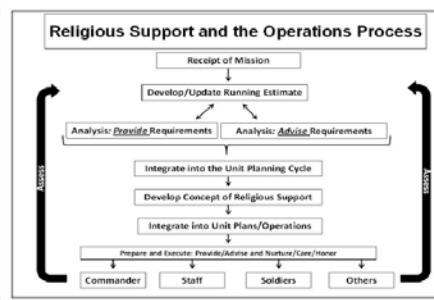 Religious Support and the Operations Process
Receipt of Mission
Develop/Update Running Estimate
Analysis: Provide Requirements
Analysis: Advise Requirements
Integrate into the Unit Planning Cycle
Develop Concept of Religious Support
Integrate into Unit Plans/Operations
Prepare and Execute: Provide/Advise and Nurture/Care/Honor
Commander
Staff
Soldiers
Others
Assess
Assess